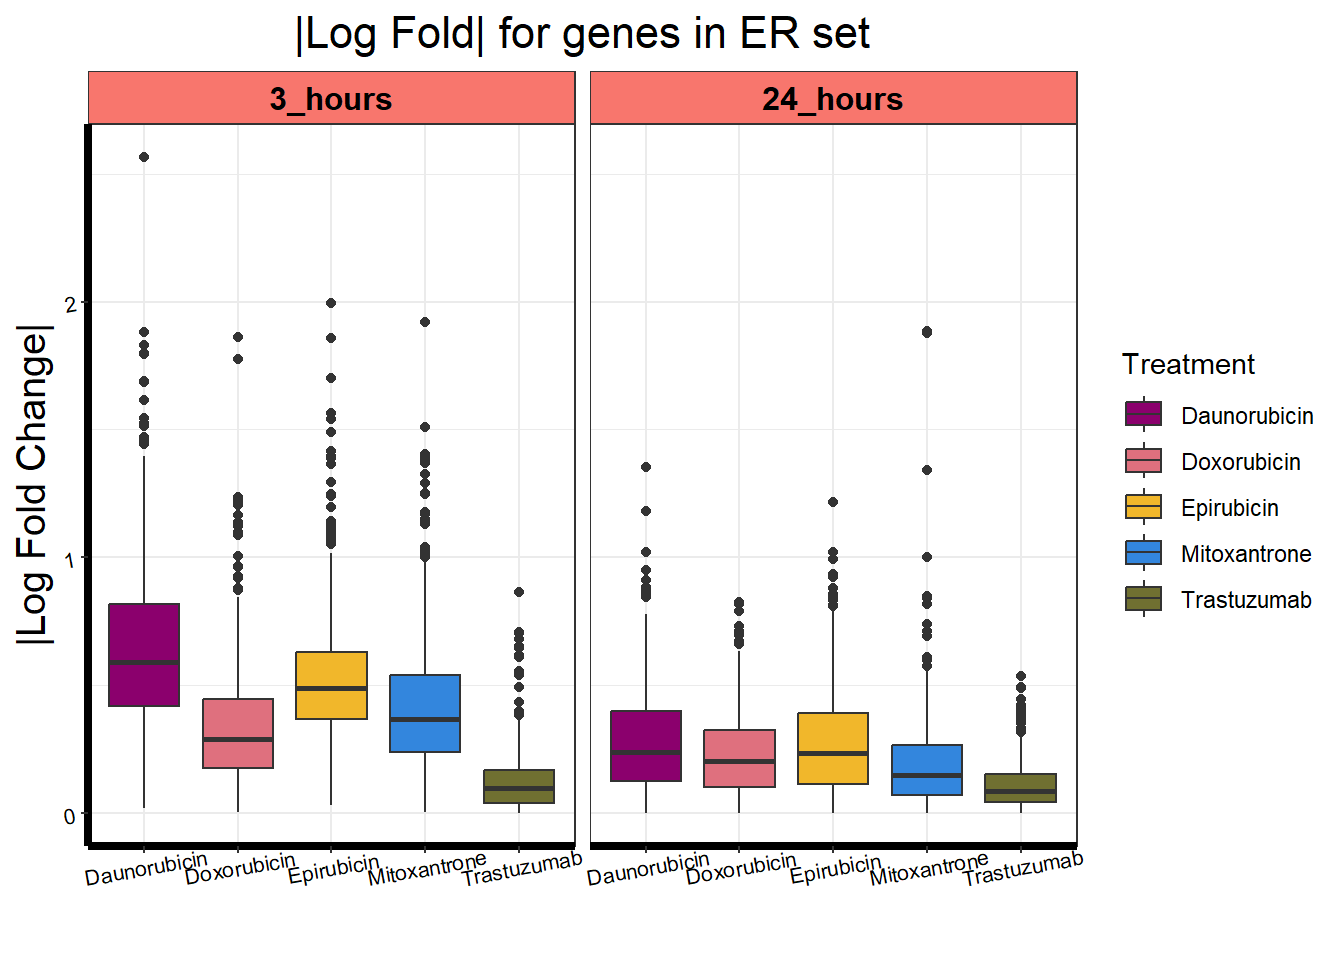 |Log Fold| for genes in ER set
3_hours
24_hours
|Log Fold Change|
2
1
0
Daunorubicin
Doxorubicin
Epirubicin
Mitoxantrone
Trastuzumab
Daunorubicin
Doxorubicin
Epirubicin
Mitoxantrone
Trastuzumab
Treatment
Daunorubicin
Doxorubicin
Epirubicin
Mitoxantrone
Trastuzumab